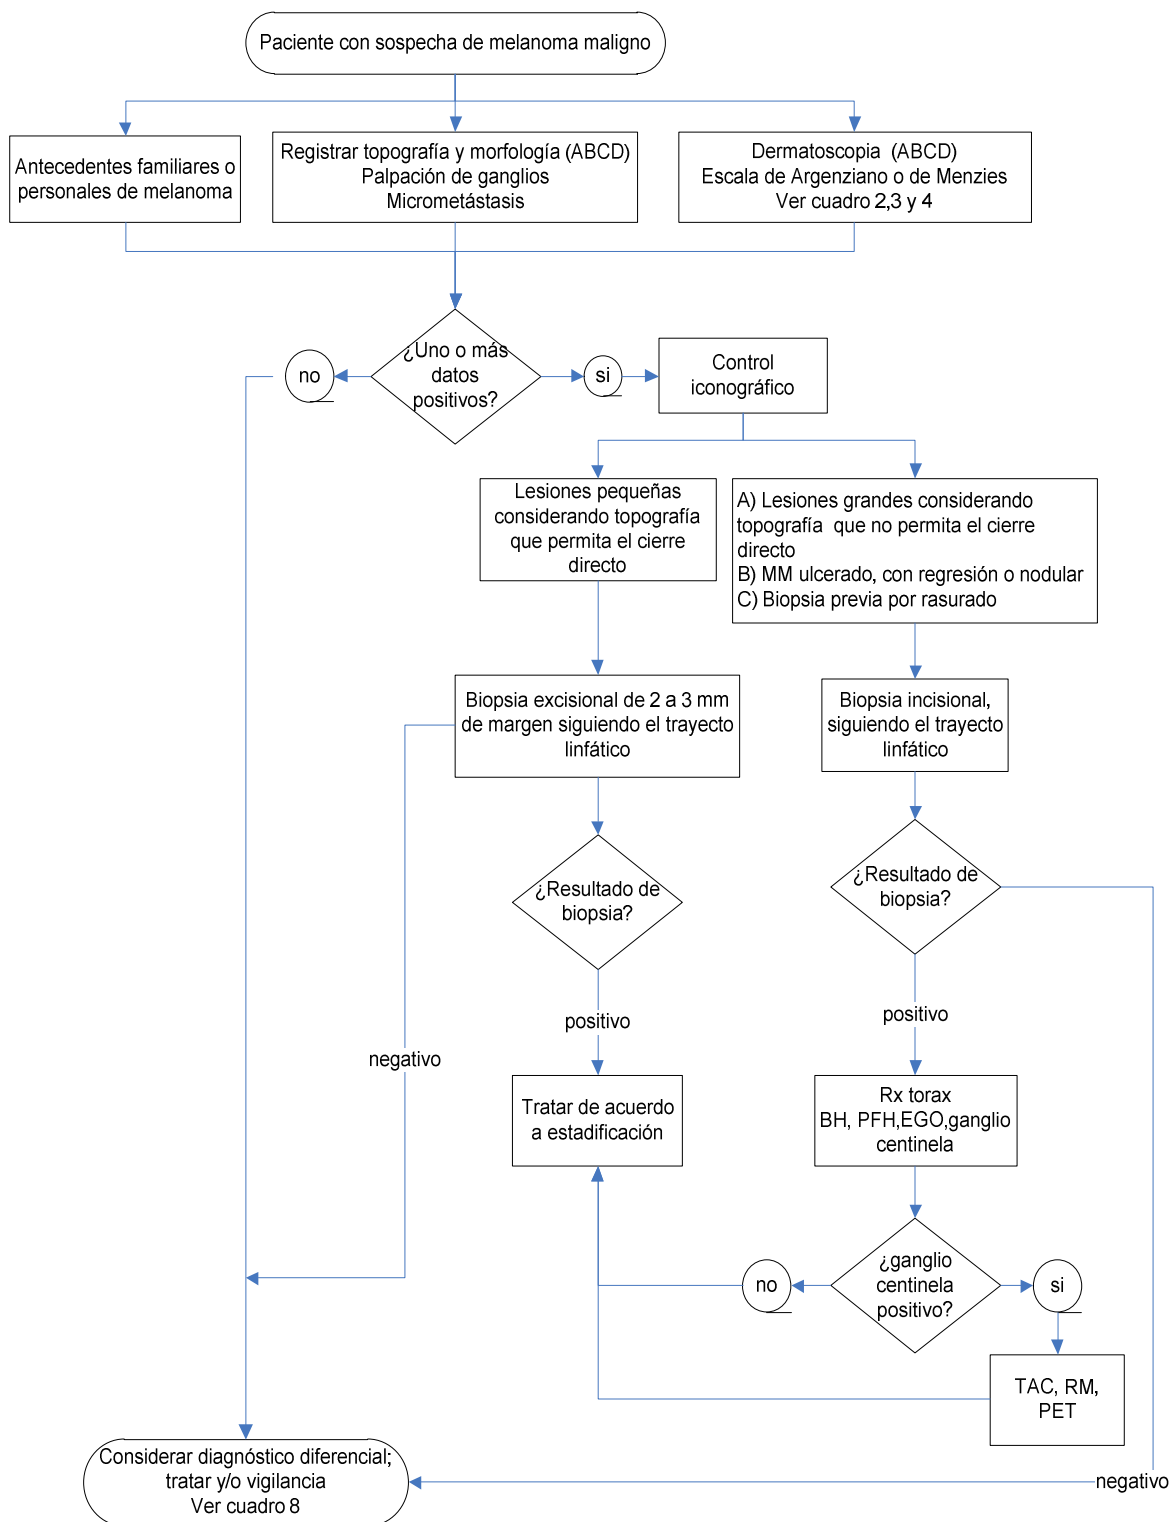 Paciente con sospecha de melanoma maligno
Antecedentes familiares o
personales de melanoma
Registrar topografía y morfología (ABCD)
Palpación de ganglios
Micrometástasis
Dermatoscopia (ABCD)
Escala de Argenziano o de Menzies
Ver cuadro 2,3 y 4
¿Uno o más
datos
positivos?
no
si
Control
iconográfico
Lesiones pequeñas
considerando topografía
que permita el cierre
directo
A) Lesiones grandes considerando
topografía que no permita el cierre
directo
B) MM ulcerado, con regresión o nodular
C) Biopsia previa por rasurado
Biopsia excisional de 2 a 3 mm
de margen siguiendo el trayecto
linfático
Biopsia incisional,
siguiendo el trayecto
linfático
¿Resultado de
biopsia?
¿Resultado de
biopsia?
positivo
positivo
negativo
Tratar de acuerdo
a estadificación
Rx torax
BH, PFH,EGO,ganglio
centinela
¿ganglio
centinela
positivo?
no
si
TAC, RM,
PET
Considerar diagnóstico diferencial;
tratar y/o vigilancia
Ver cuadro 8
negativo